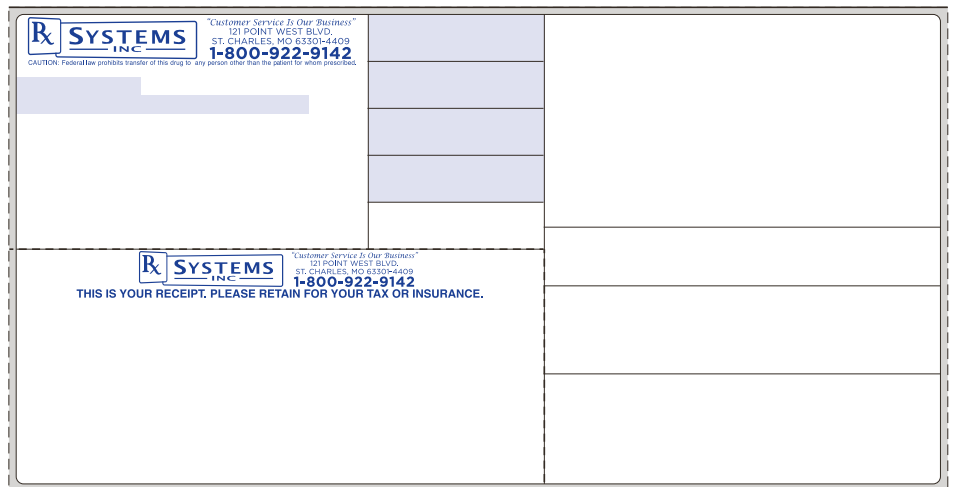 Rx SYSTEMS INC
"Customer Service Is Our Business"
121 POINT WEST BLVD.
ST. CHARLES, MO 63301-4409
1-800-922-9142
CAUTION: Federal law prohibits transfer of this drug to any person other than the patient for whom prescribed.
Rx SYSTEMS INC
"Customer Service Is Our Business"
121 POINT WEST BLVD.
ST. CHARLES, MO 63301-4409
1-800-922-9142
THIS IS YOUR RECEIPT. PLEASE RETAIN FOR YOUR TAX OR INSURANCE.